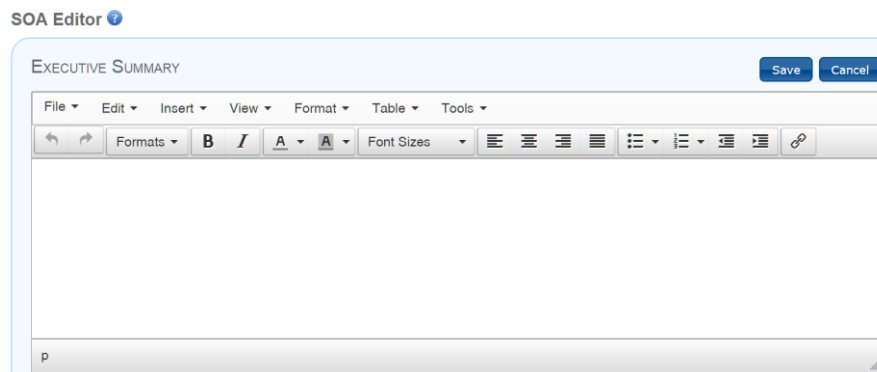 SOA Editor ?
EXECUTIVE SUMMARY
Save Cancel
File Edit Insert View Format Table Tools
Formats B I A A Font Sizes
p